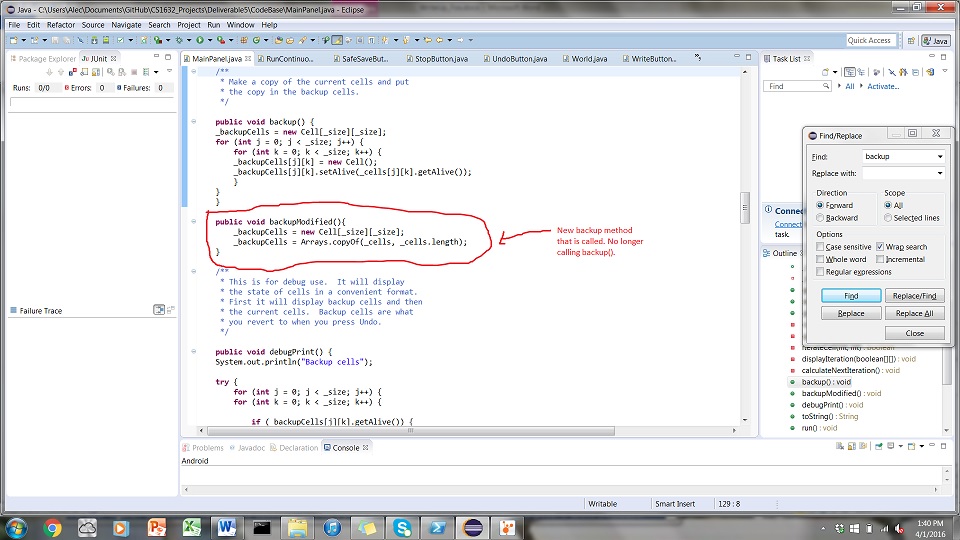 Java - C:\Users\Alec\Documents\GitHub\CS1632_Projects\Deliverable5\CodeBase\MainPanel.java - Eclipse
File Edit Refactor Source Navigate Search Project Run Window Help
Quick Access
Java
Package Explorer JUnit
Runs: 0/0 Errors: 0 Failures: 0
Failure Trace
MainPanel.java RunContinuo... SafeSaveBut... StopButton.java UndoButton.java World.java WriteButton...
/**
* Make a copy of the current cells and put
* the copy in the backup cells.
*/
public void backup() {
_backupCells = new Cell[_size][_size];
for (int j = 0; j < _size; j++) {
for (int k = 0; k < _size; k++) {
_backupCells[j][k] = new Cell();
_backupCells[j][k].setAlive(_cells[j][k].getAlive());
}
}
}
public void backupModified(){
_backupCells = new Cell[_size][_size];
_backupCells = Arrays.copyOf(_cells, _cells.length);
}
New backup method
that is called. No longer
calling backup().
/**
* This is for debug use. It will display
* the state of cells in a convenient format.
* First it will display backup cells and then
* the current cells. Backup cells are what
* you revert to when you press Undo.
*/
public void debugPrint() {
System.out.println("Backup cells");
try {
for (int j = 0; j < _size; j++) {
for (int k = 0; k < _size; k++) {
if (_backupCells[j][k].getAlive()) {
Task List
Find All Activate...
Connec
Connect
task.
Outline
Find/Replace
Find: backup
Replace with:
Direction Scope
Forward All
Backward Selected lines
Options
Case sensitive Wrap search
Whole word Incremental
Regular expressions
Find Replace/Find
Replace Replace All
Close
iterateCell(int, int) : boolean
displayIteration(boolean[][]) : void
calculateNextIteration() : void
backup() : void
backupModified() : void
debugPrint() : void
toString() : String
run() : void
Problems Javadoc Declaration Console
Android
Writable Smart Insert 129 : 8
1:40 PM
4/1/2016